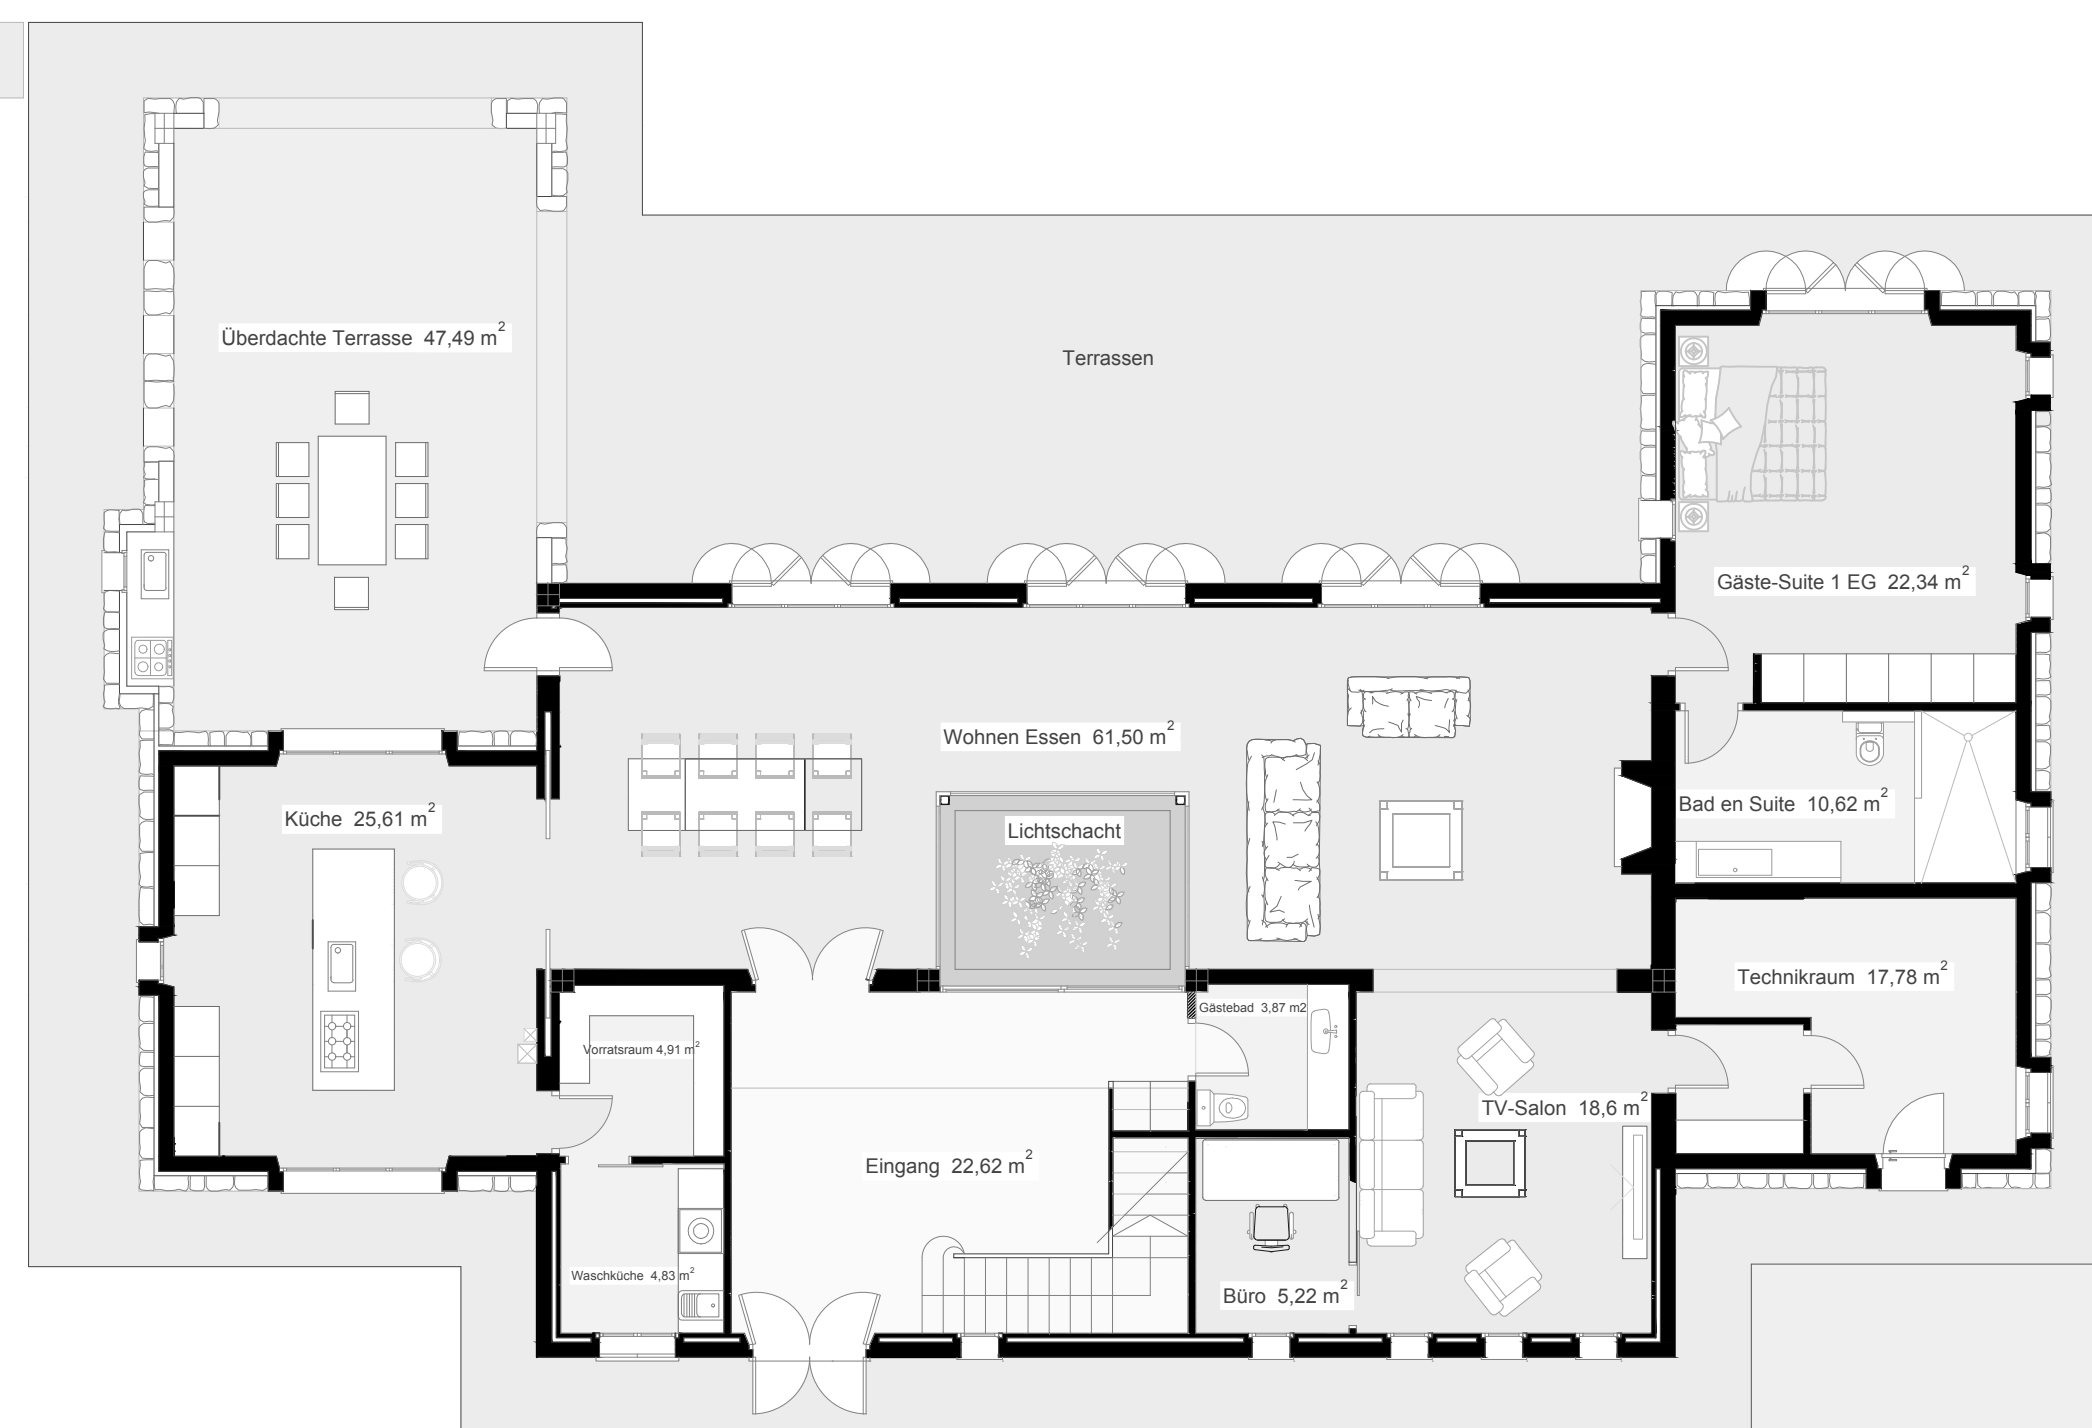 Überdachte Terrasse 47,49 m²
Terrassen
Gäste-Suite 1 EG 22,34 m²
Wohnen Essen 61,50 m²
Küche 25,61 m²
Lichtschacht
Bad en Suite 10,62 m²
Technikraum 17,78 m²
Gästebad 3,87 m2
Vorratsraum 4,91 m²
TV-Salon 18,6 m²
Eingang 22,62 m²
Waschküche 4,83 m²
Büro 5,22 m²